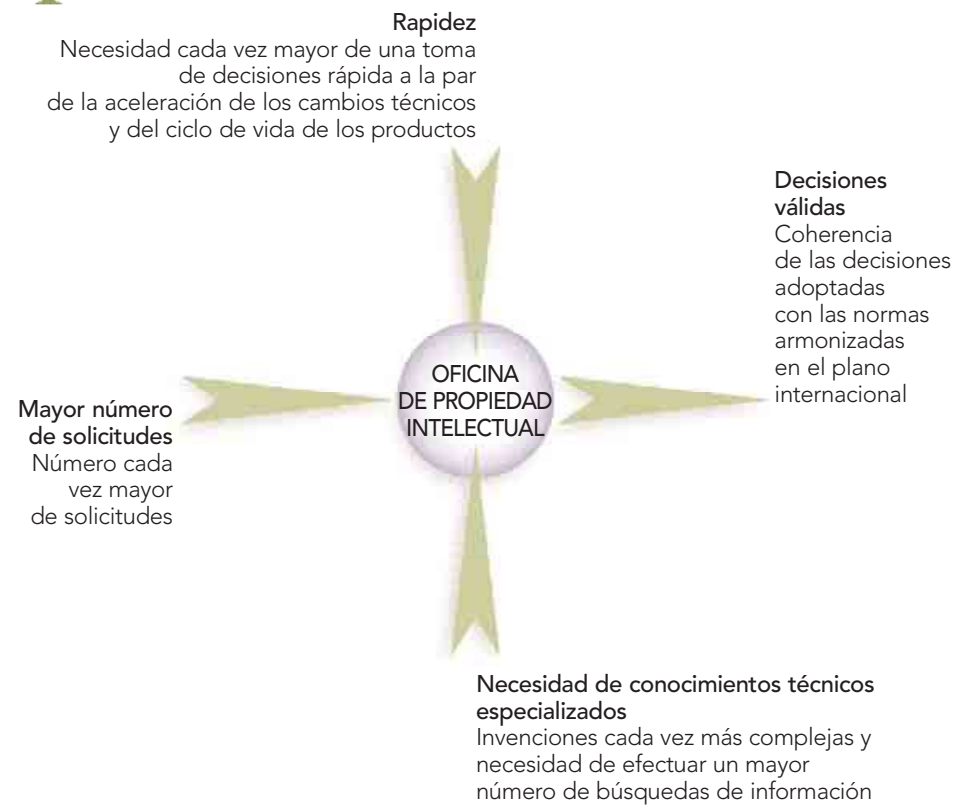 Rapidez
Necesidad cada vez mayor de una toma
de decisiones rápida a la par
de la aceleración de los cambios técnicos
y del ciclo de vida de los productos
Decisiones
válidas
Coherencia
de las decisiones
adoptadas
con las normas
armonizadas
en el plano
internacional
OFICINA
DE PROPIEDAD
INTELECTUAL
Mayor número
de solicitudes
Número cada
vez mayor
de solicitudes
Necesidad de conocimientos técnicos
especializados
Invenciones cada vez más complejas y
necesidad de efectuar un mayor
número de búsquedas de información